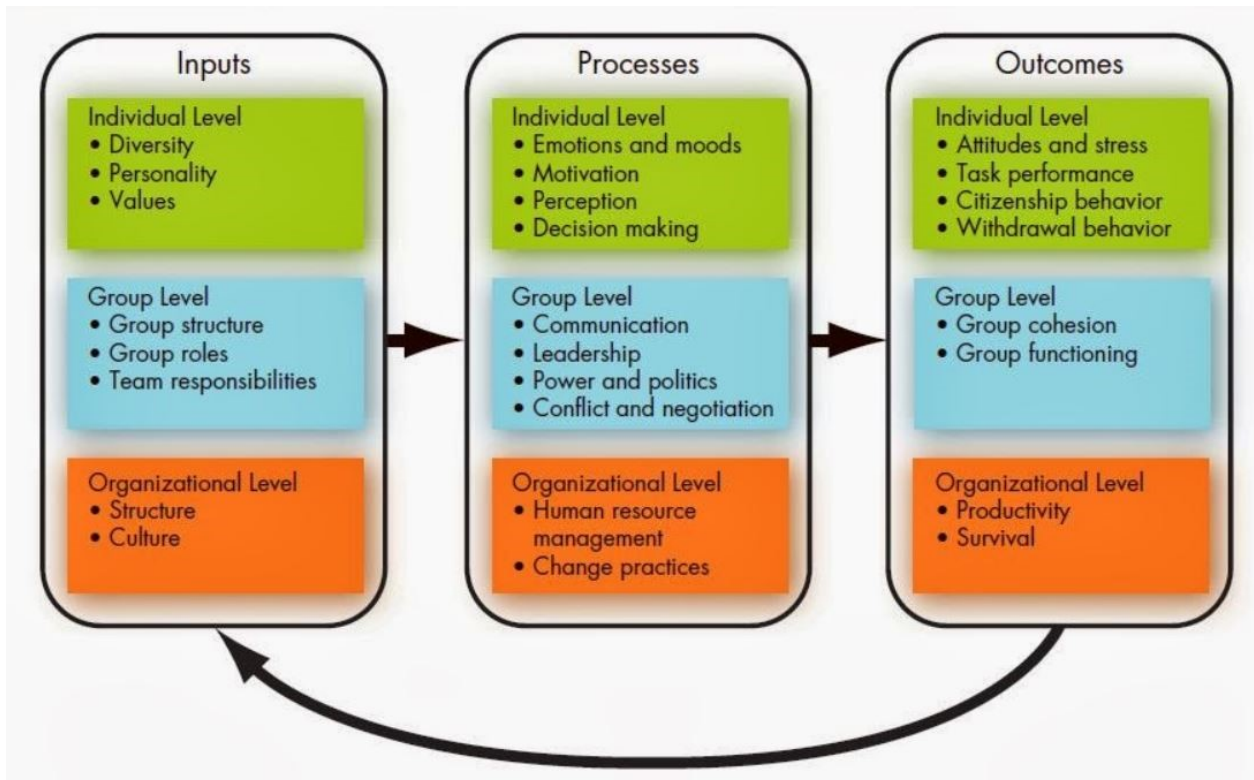 Inputs
Individual Level
• Diversity
• Personality
• Values
Group Level
• Group structure
• Group roles
• Team responsibilities
Organizational Level
• Structure
• Culture
Processes
Individual Level
• Emotions and moods
• Motivation
• Perception
• Decision making
Group Level
• Communication
• Leadership
• Power and politics
• Conflict and negotiation
Organizational Level
• Human resource
management
• Change practices
Outcomes
Individual Level
• Attitudes and stress
• Task performance
• Citizenship behavior
• Withdrawal behavior
Group Level
• Group cohesion
• Group functioning
Organizational Level
• Productivity
• Survival